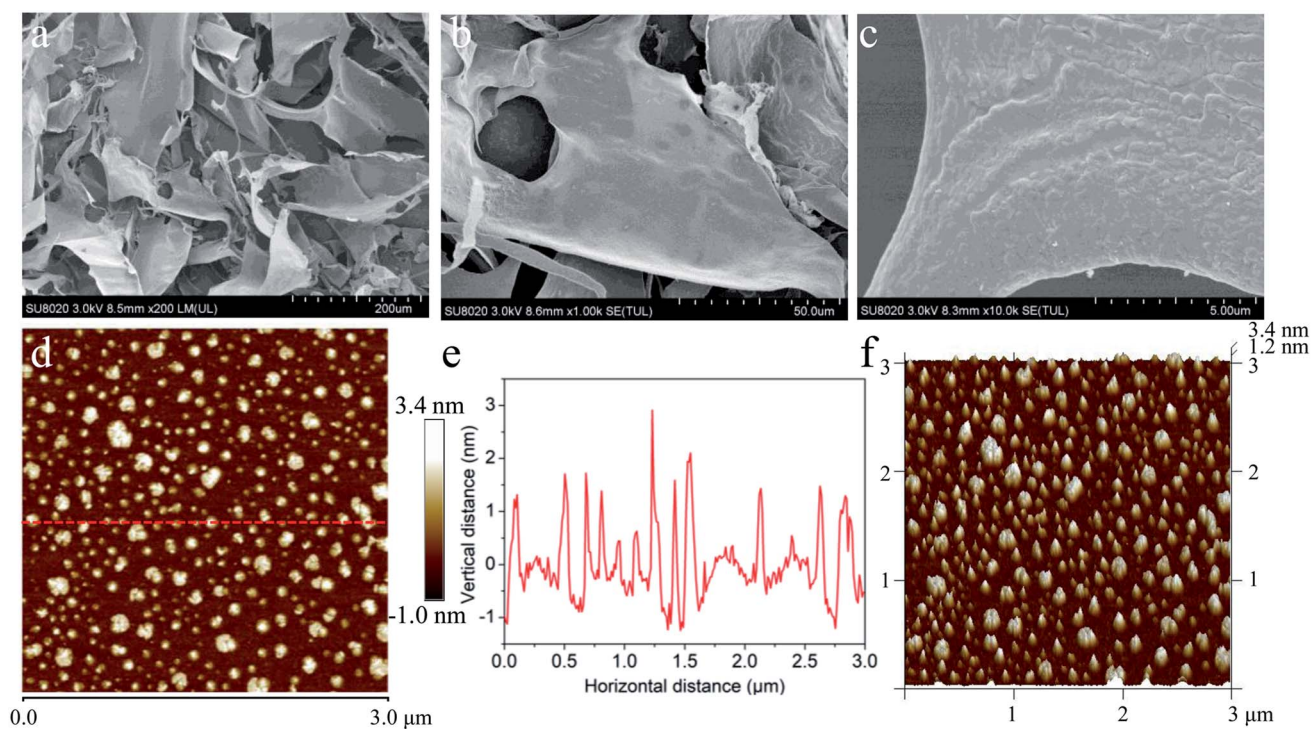 a
b
c
SU8020 3.0kV 8.5mm x200 LM(UL) 200um
SU8020 3.0kV 8.6mm x1.00k SE(TUL) 50.0um
SU8020 3.0kV 8.3mm x10.0k SE(TUL) 5.00um
d
3.4 nm
-1.0 nm
0.0 3.0 μm
e
Vertical distance (nm)
3
2
1
0
-1
0.0 0.5 1.0 1.5 2.0 2.5 3.0
Horizontal distance (μm)
f
3.4 nm
1.2 nm
3 3
2 2
1 1
1 2 3 μm